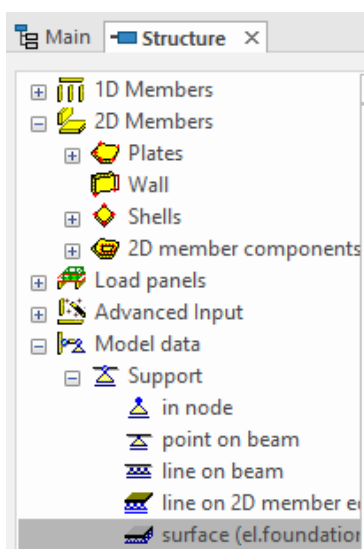 Main Structure ×
1D Members
2D Members
Plates
Wall
Shells
2D member components
Load panels
Advanced Input
Model data
Support
in node
point on beam
line on beam
line on 2D member e
surface (el.foundation